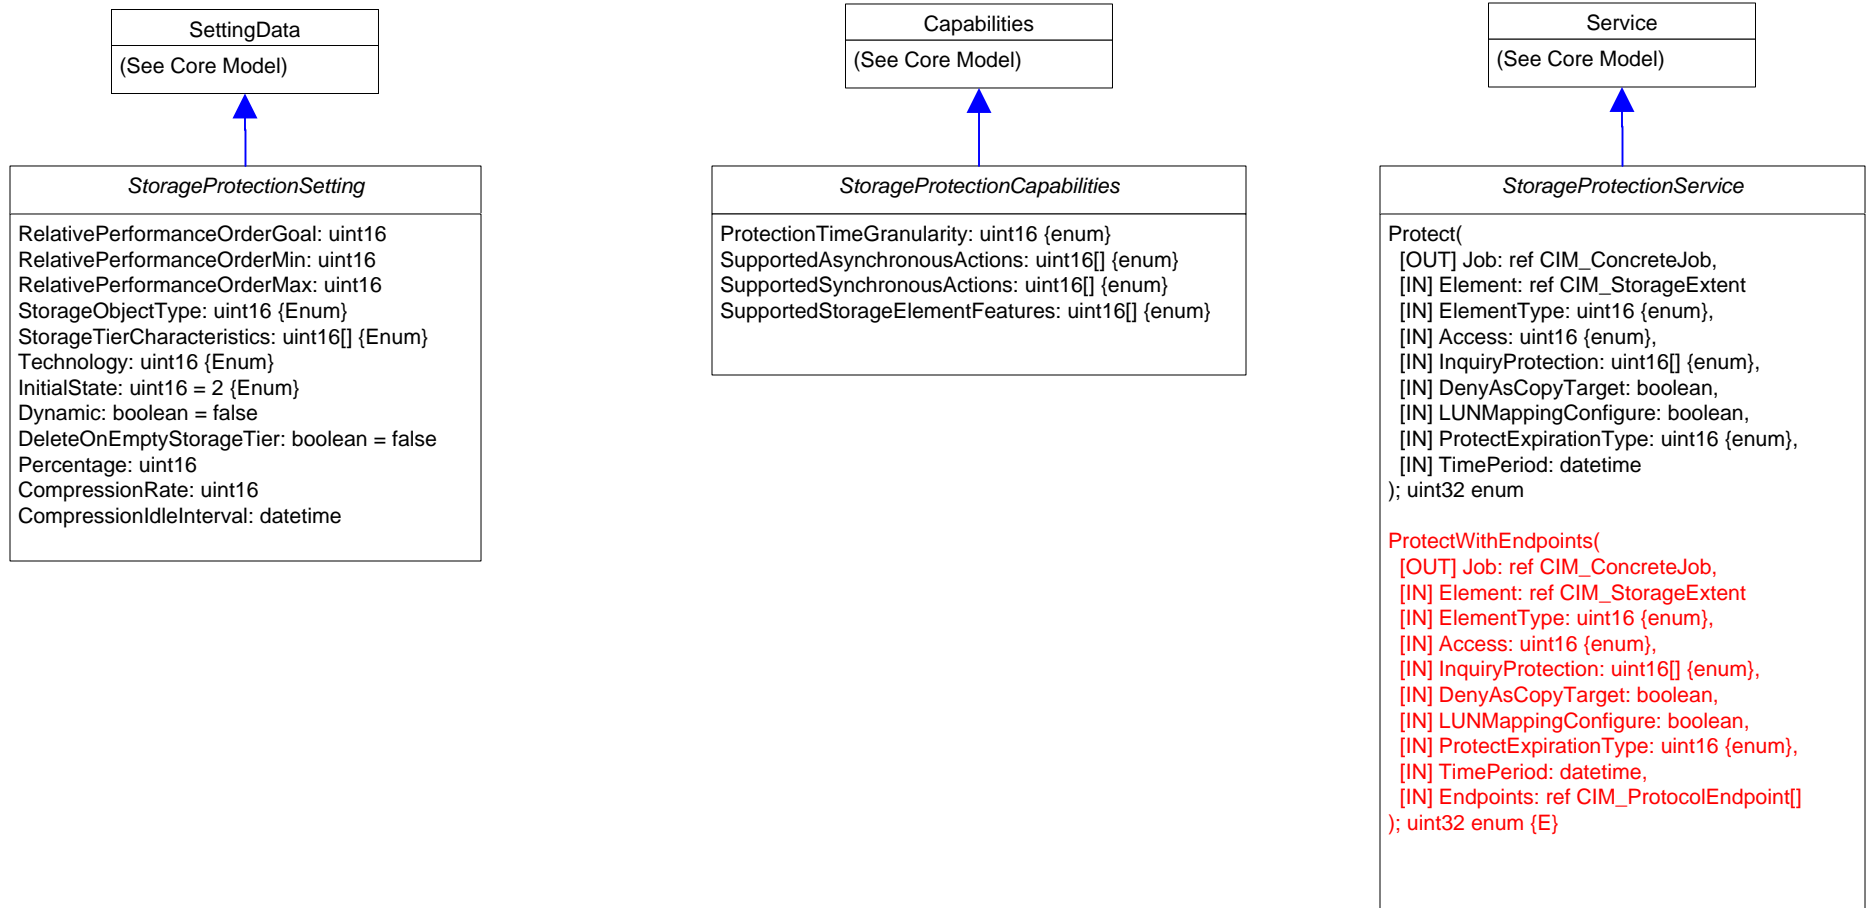 SettingData
(See Core Model)
StorageProtectionSetting
RelativePerformanceOrderGoal: uint16
RelativePerformanceOrderMin: uint16
RelativePerformanceOrderMax: uint16
StorageObjectType: uint16 {Enum}
StorageTierCharacteristics: uint16[] {Enum}
Technology: uint16 {Enum}
InitialState: uint16 = 2 {Enum}
Dynamic: boolean = false
DeleteOnEmptyStorageTier: boolean = false
Percentage: uint16
CompressionRate: uint16
CompressionIdleInterval: datetime
Capabilities
(See Core Model)
StorageProtectionCapabilities
ProtectionTimeGranularity: uint16 {enum}
SupportedAsynchronousActions: uint16[] {enum}
SupportedSynchronousActions: uint16[] {enum}
SupportedStorageElementFeatures: uint16[] {enum}
Service
(See Core Model)
StorageProtectionService
Protect(
[OUT] Job: ref CIM_ConcreteJob,
[IN] Element: ref CIM_StorageExtent
[IN] ElementType: uint16 {enum},
[IN] Access: uint16 {enum},
[IN] InquiryProtection: uint16[] {enum},
[IN] DenyAsCopyTarget: boolean,
[IN] LUNMappingConfigure: boolean,
[IN] ProtectExpirationType: uint16 {enum},
[IN] TimePeriod: datetime
); uint32 enum
ProtectWithEndpoints(
[OUT] Job: ref CIM_ConcreteJob,
[IN] Element: ref CIM_StorageExtent
[IN] ElementType: uint16 {enum},
[IN] Access: uint16 {enum},
[IN] InquiryProtection: uint16[] {enum},
[IN] DenyAsCopyTarget: boolean,
[IN] LUNMappingConfigure: boolean,
[IN] ProtectExpirationType: uint16 {enum},
[IN] TimePeriod: datetime,
[IN] Endpoints: ref CIM_ProtocolEndpoint[]
); uint32 enum {E}